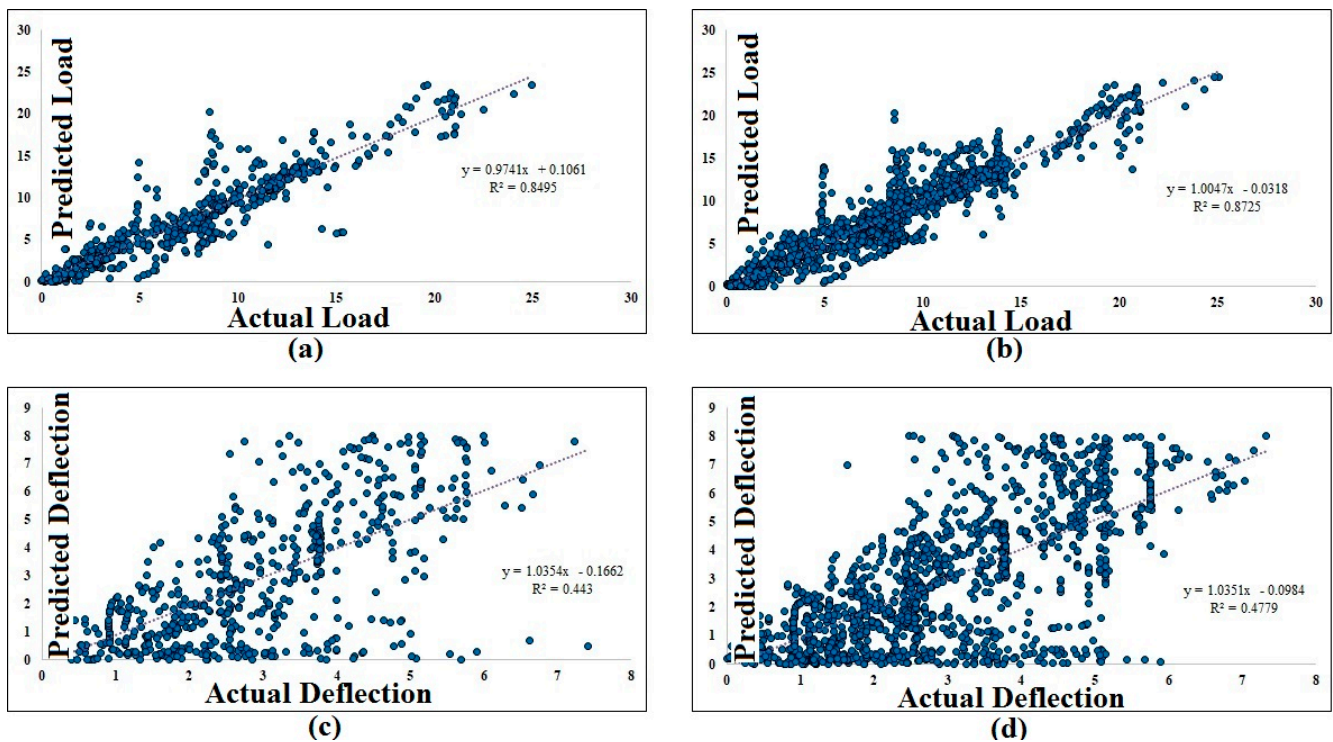 Predicted Load
30
25
20
15
10
5
0
0 5 10 15 20 25 30
y = 0.9741x + 0.1061
R² = 0.8495
Actual Load
(a)
Predicted Load
30
25
20
15
10
5
0
0 5 10 15 20 25 30
y = 1.0047x - 0.0318
R² = 0.8725
Actual Load
(b)
Predicted Deflection
9
8
7
6
5
4
3
2
1
0
0 1 2 3 4 5 6 7 8
y = 1.0354x - 0.1662
R² = 0.443
Actual Deflection
(c)
Predicted Deflection
9
8
7
6
5
4
3
2
1
0
0 1 2 3 4 5 6 7 8
y = 1.0351x - 0.0984
R² = 0.4779
Actual Deflection
(d)